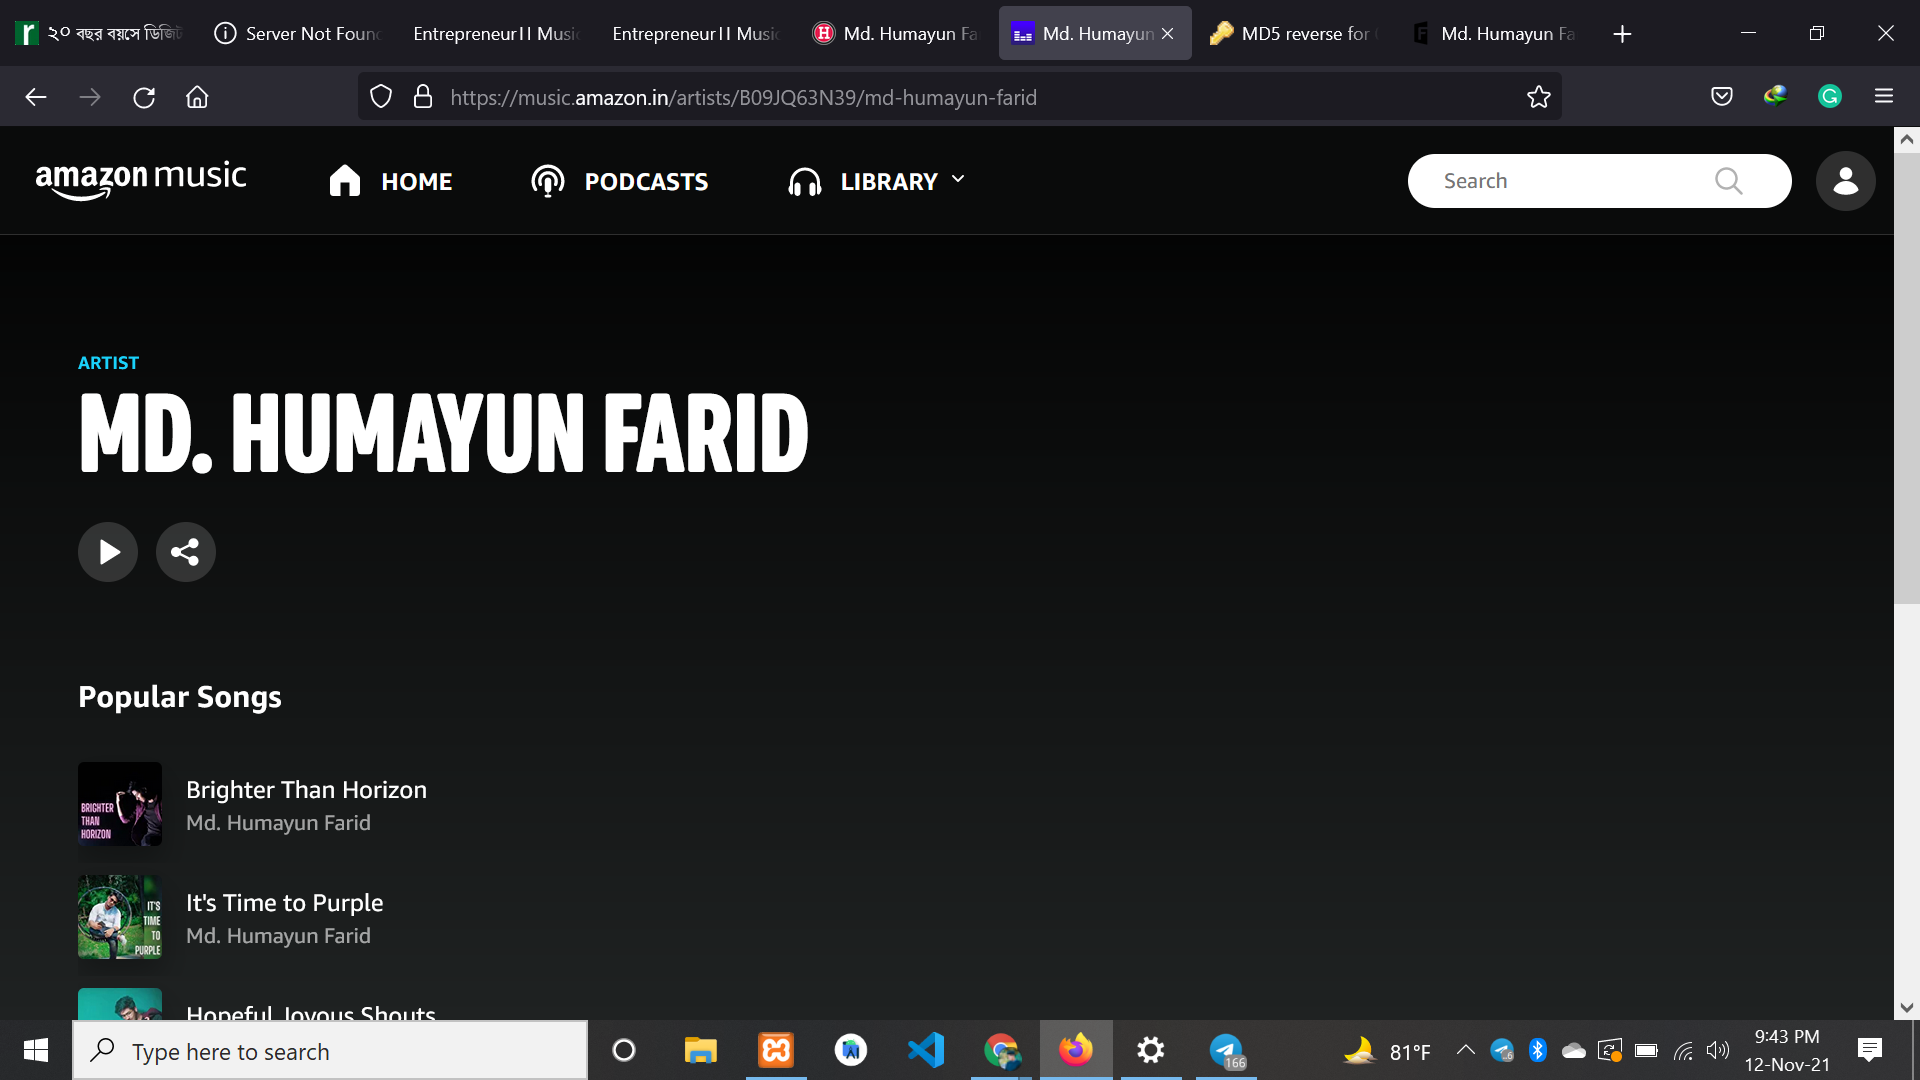 ২০ বছর বয়সে ডিজিট
Server Not Foun
Entrepreneur।। Musi
Entrepreneur।। Musi
Md. Humayun Fa
Md. Humayun
MD5 reverse for
Md. Humayun Fa
https://music.amazon.in/artists/B09JQ63N39/md-humayun-farid
amazon music
HOME
PODCASTS
LIBRARY
Search
ARTIST
MD. HUMAYUN FARID
Popular Songs
BRIGHTER
THAN
HORIZON
Brighter Than Horizon
Md. Humayun Farid
IT'S
TIME
TO
PURPLE
It's Time to Purple
Md. Humayun Farid
Hopeful Joyous Shouts
Type here to search
166
81°F
9:43 PM
12-Nov-21